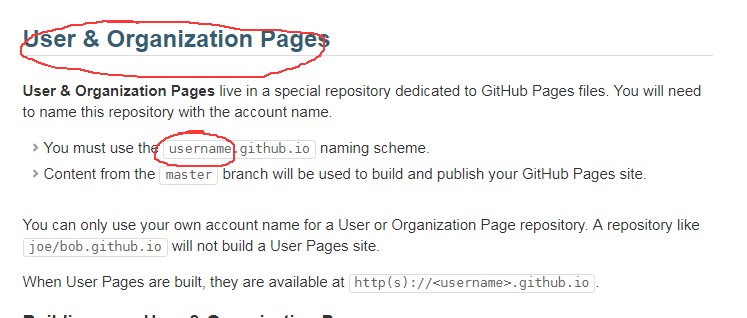 User & Organization Pages
User & Organization Pages live in a special repository dedicated to GitHub Pages files. You will need
to name this repository with the account name.
You must use the username.github.io naming scheme.
Content from the master branch will be used to build and publish your GitHub Pages site.
You can only use your own account name for a User or Organization Page repository. A repository like
joe/bob.github.io will not build a User Pages site.
When User Pages are built, they are available at http(s)://<username>.github.io.